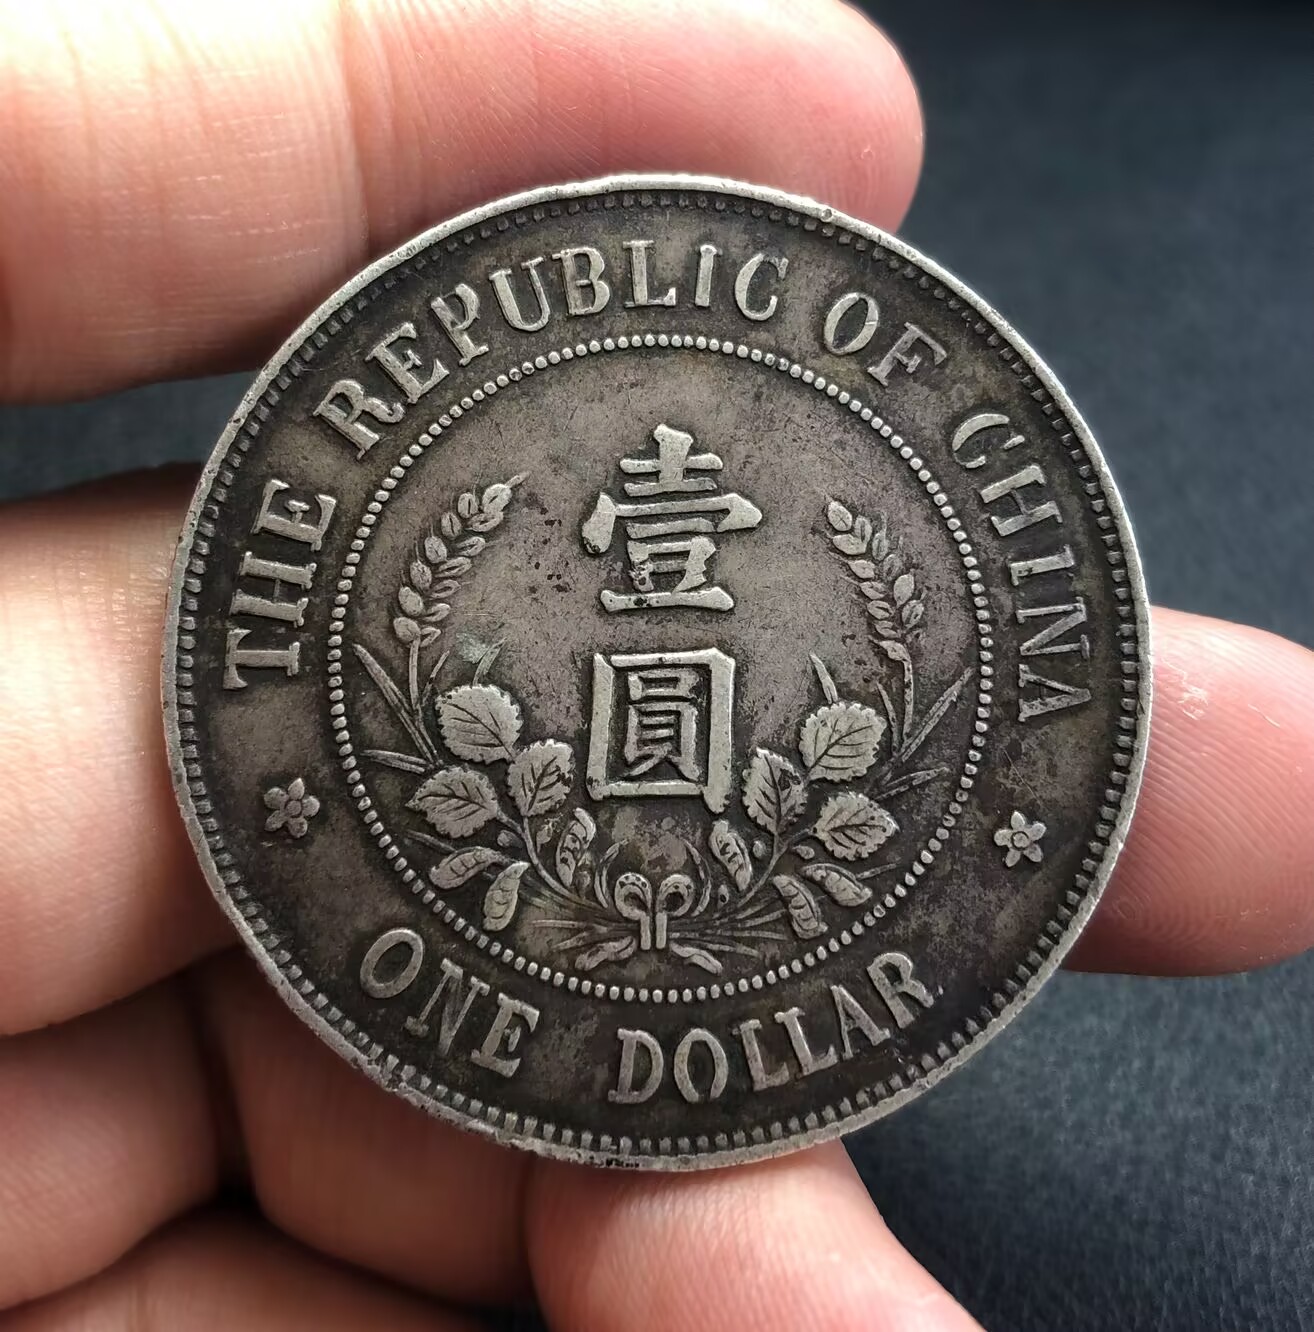 THE REPUBLIC OF CHINA
壹
圓
ONE DOLLAR